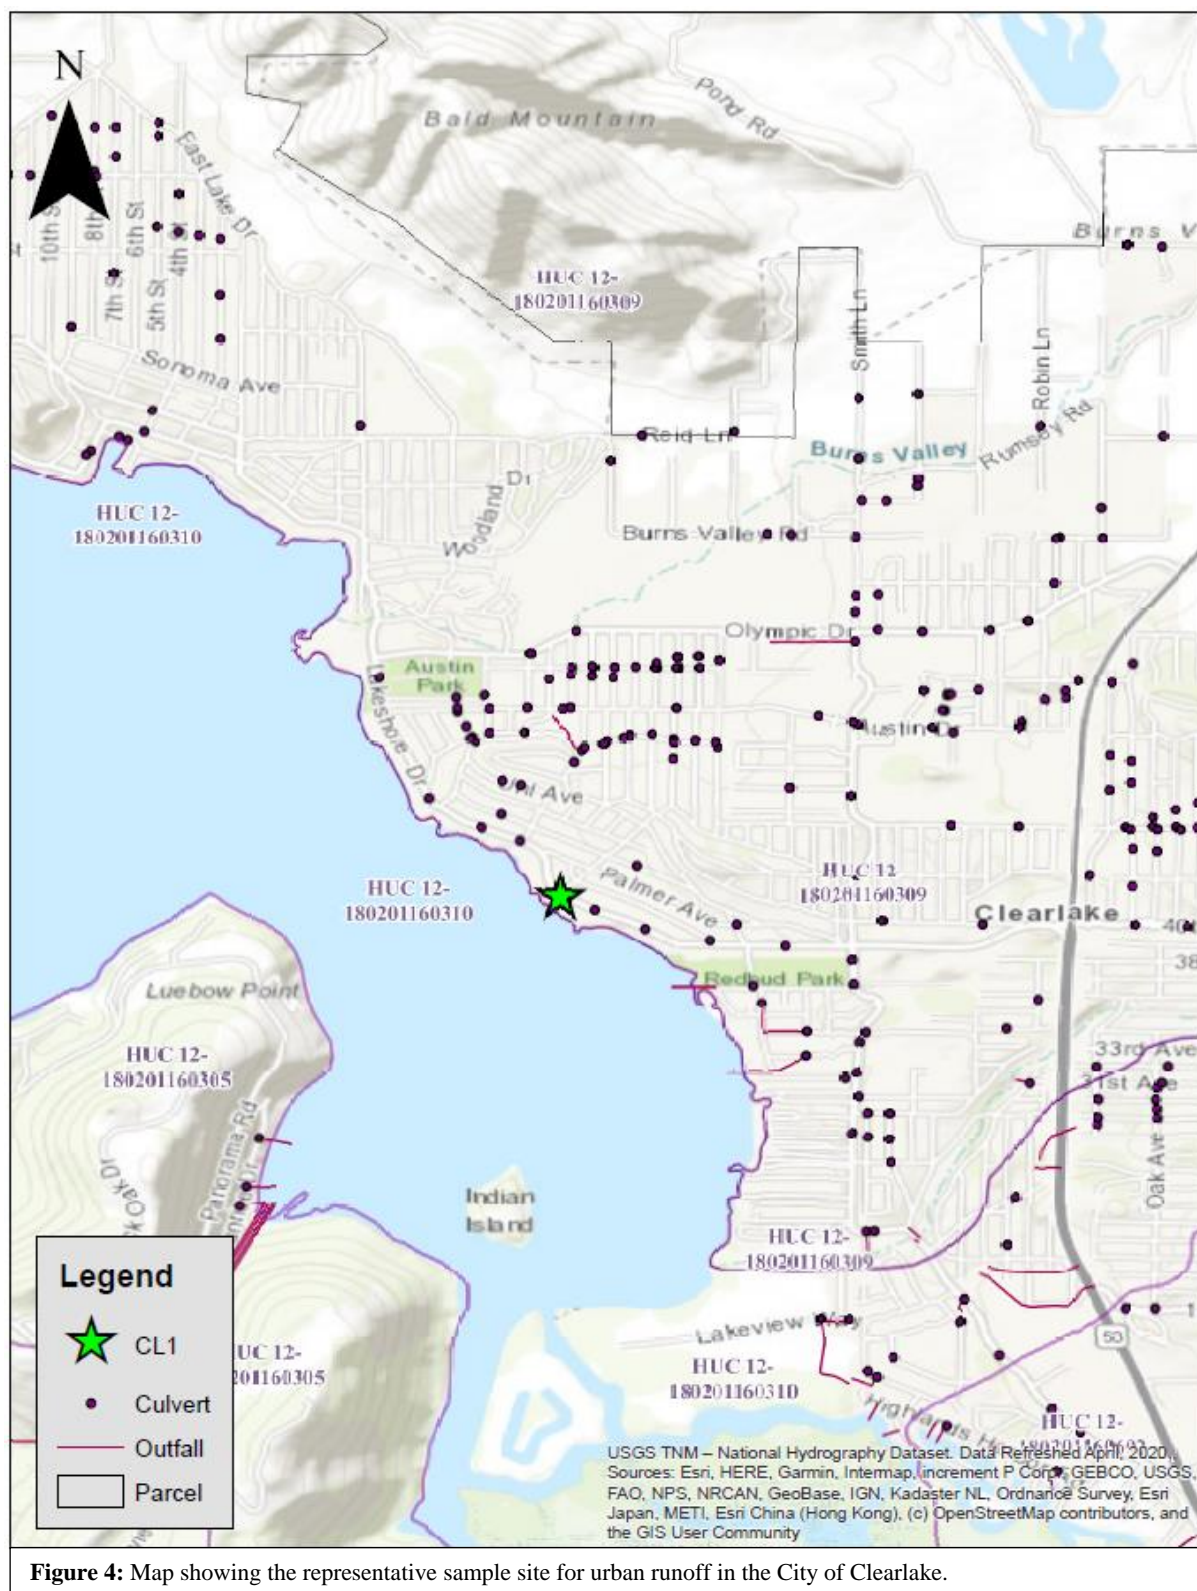 N
Pond Rd
Bald Mountain
East Lake Dr
10th St
8th
6th St
4th St
7th St
5th St
Burns V
HUC 12-
180201160309
Smith Ln
Robin Ln
Sonoma Ave
Reid Ln
Burns Valley
Rumsey Rd
Woodland Dr
HUC 12-
180201160310
Burns Valley Rd
Olympic Dr
Austin
Park
Lakeshore Dr
Austin Dr
Ave
Palmer Ave
HUC 12
180201160309
HUC 12-
180201160310
Clearlake
40th
38
Redbud Park
Luebow Point
HUC 12-
180201160305
33rd Ave
31st Ave
Panorama Rd
Oak Dr
Oak Ave
Indian
Island
HUC 12-
180201160309
Legend
CL1
Culvert
Outfall
Parcel
UC 12-
201160305
Lakeview Way
53
HUC 12-
180201160310
Highlands
HUC 12-
USGS TNM – National Hydrography Dataset. Data Refreshed April, 2020
Sources: Esri, HERE, Garmin, Intermap, increment P Corp., GEBCO, USGS,
FAO, NPS, NRCAN, GeoBase, IGN, Kadaster NL, Ordnance Survey, Esri
Japan, METI, Esri China (Hong Kong), (c) OpenStreetMap contributors, and
the GIS User Community
Figure 4: Map showing the representative sample site for urban runoff in the City of Clearlake.